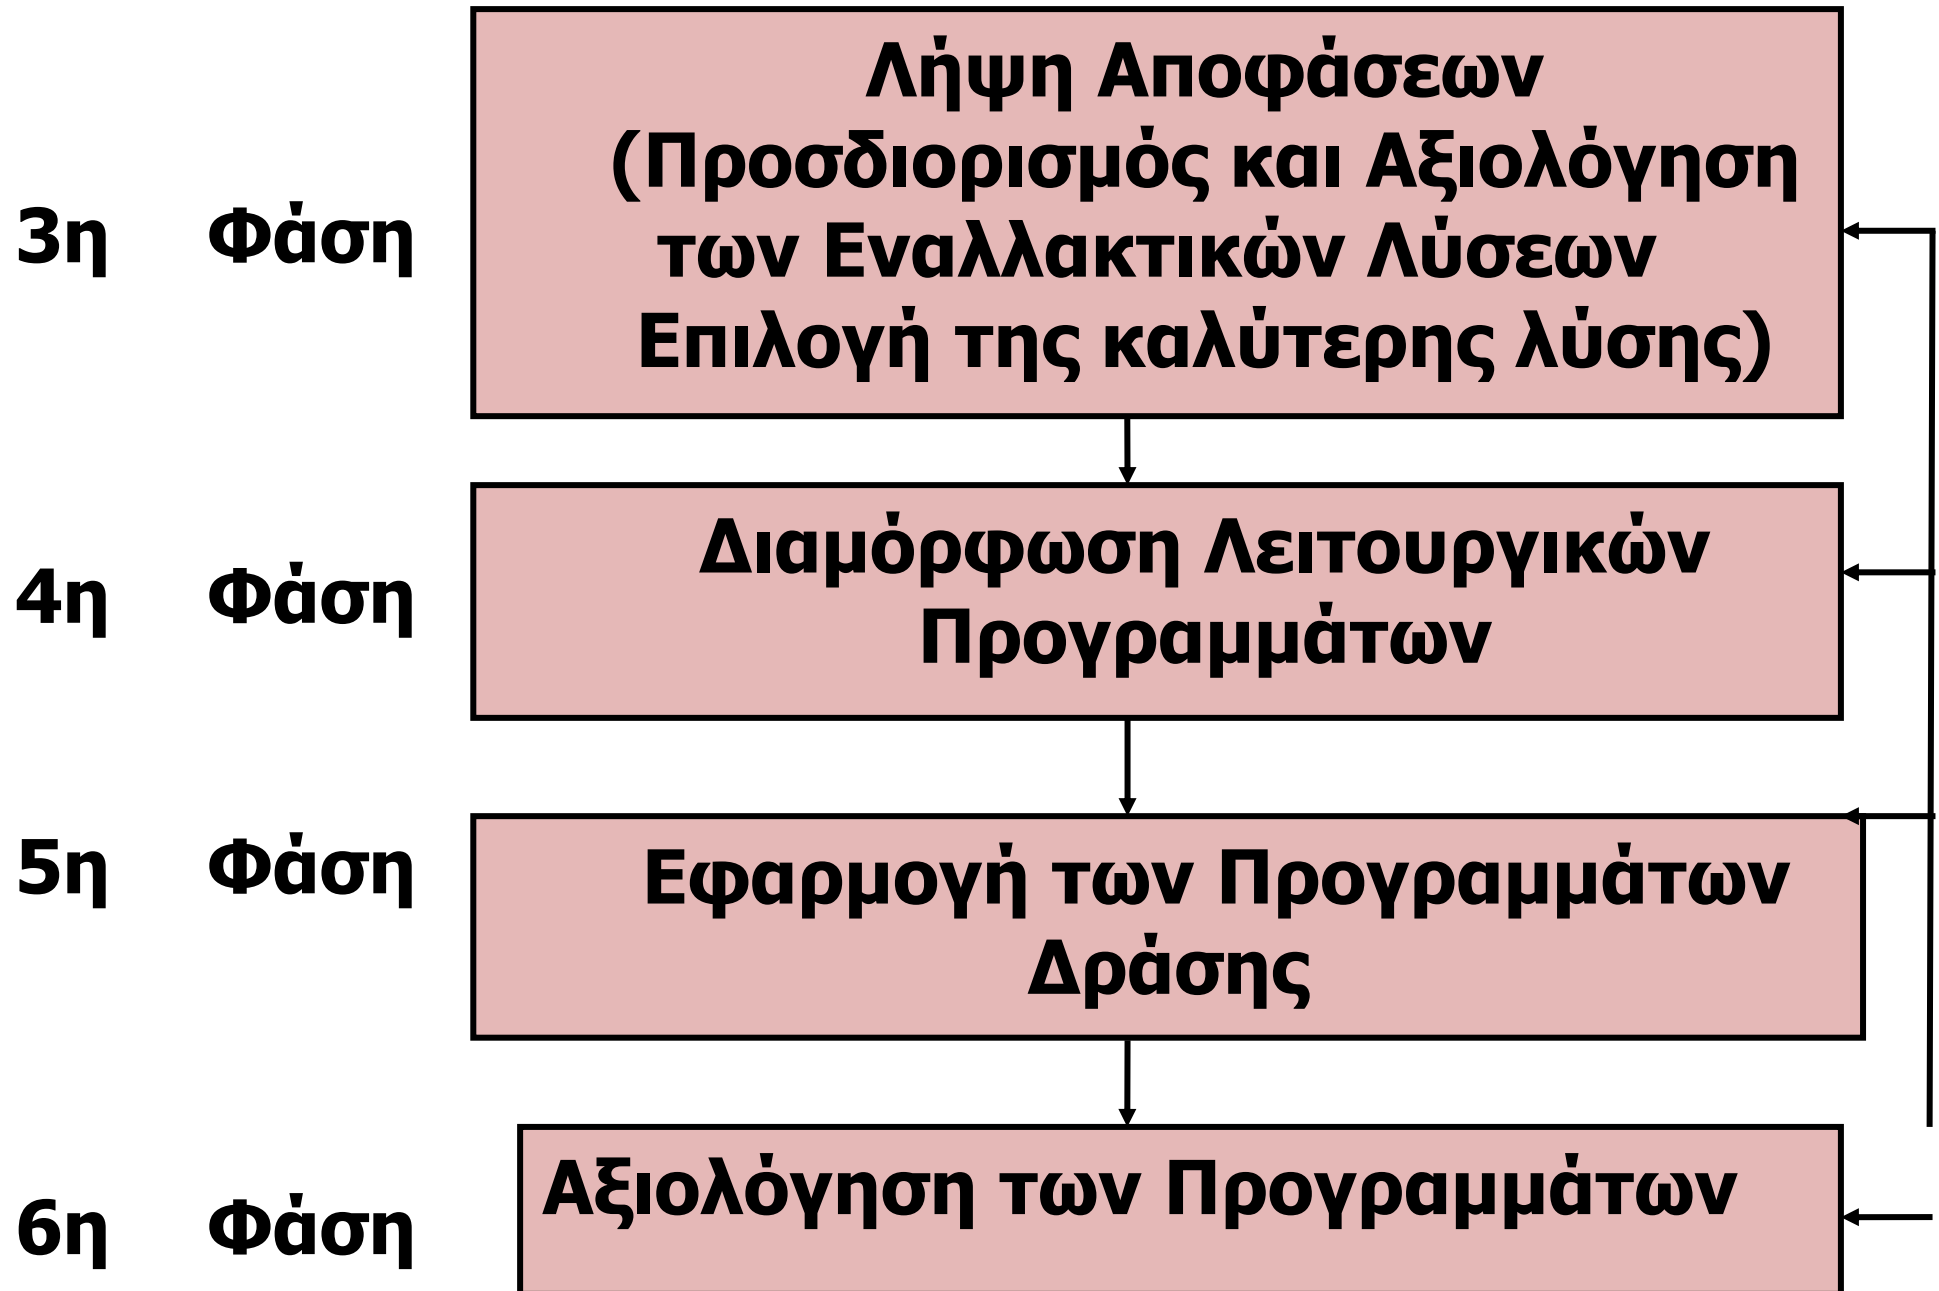 Λήψη Αποφάσεων
(Προσδιορισμός και Αξιολόγηση
3η Φάση
των Εναλλακτικών Λύσεων
Επιλογή της καλύτερης λύσης)
Διαμόρφωση Λειτουργικών
4η Φάση
Προγραμμάτων
5η Φάση
Εφαρμογή των Προγραμμάτων
Δράσης
6η Φάση
Αξιολόγηση των Προγραμμάτων